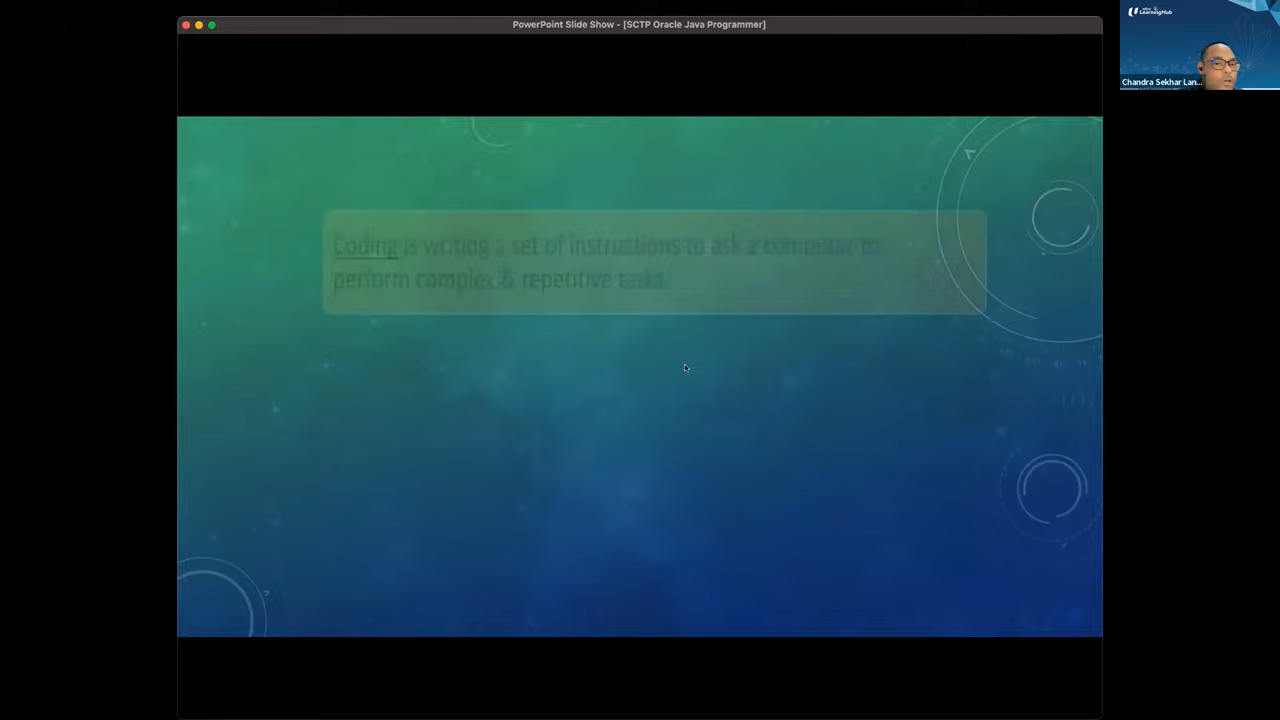 PowerPoint Slide Show - [SCTP Oracle Java Programmer]
LearningHub
Chandra Sekhar Lan...
Coding is writing a set of instructions to ask a computer to
perform complex & repetitive tasks.